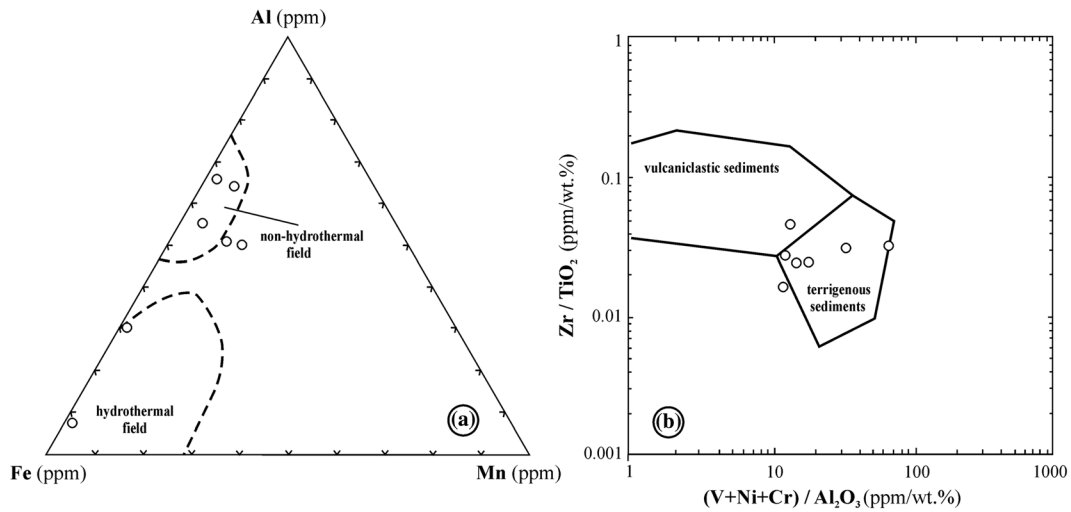 Al (ppm)
non-hydrothermal
field
hydrothermal
field
(a)
Fe (ppm)
Mn (ppm)
Zr / TiO₂ (ppm/wt.%)
1
0.1
0.01
0.001
vulcaniclastic sediments
terrigenous
sediments
(b)
1 10 100 1000
(V+Ni+Cr) / Al₂O₃ (ppm/wt.%)